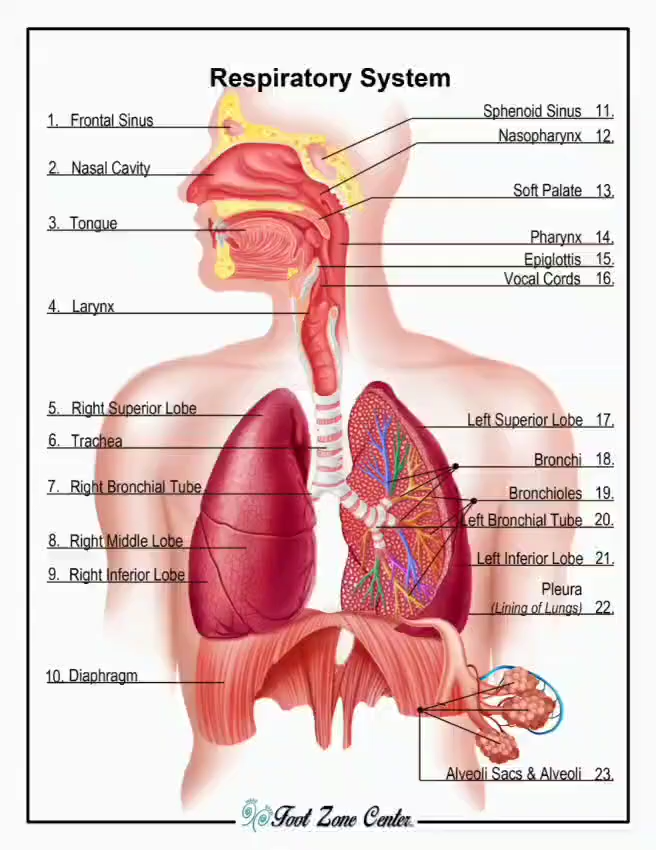 Respiratory System
1. Frontal Sinus
2. Nasal Cavity
3. Tongue
4. Larynx
5. Right Superior Lobe
6. Trachea
7. Right Bronchial Tube
8. Right Middle Lobe
9. Right Inferior Lobe
10. Diaphragm
Sphenoid Sinus 11.
Nasopharynx 12.
Soft Palate 13.
Pharynx 14.
Epiglottis 15.
Vocal Cords 16.
Left Superior Lobe 17.
Bronchi 18.
Bronchioles 19.
Left Bronchial Tube 20.
Left Inferior Lobe 21.
Pleura
(Lining of Lungs) 22.
Alveoli Sacs & Alveoli 23.
Foot Zone Center